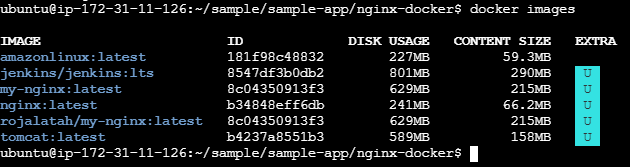 ubuntu@ip-172-31-11-126:~/sample/sample-app/nginx-docker$ docker images
IMAGE ID DISK USAGE CONTENT SIZE EXTRA
amazonlinux:latest 181f98c48832 227MB 59.3MB
jenkins/jenkins:lts 8547df3b0db2 801MB 290MB U
my-nginx:latest 8c04350913f3 629MB 215MB U
nginx:latest b34848eff6db 241MB 66.2MB U
rojalatah/my-nginx:latest 8c04350913f3 629MB 215MB U
tomcat:latest b4237a8551b3 589MB 158MB U
ubuntu@ip-172-31-11-126:~/sample/sample-app/nginx-docker$